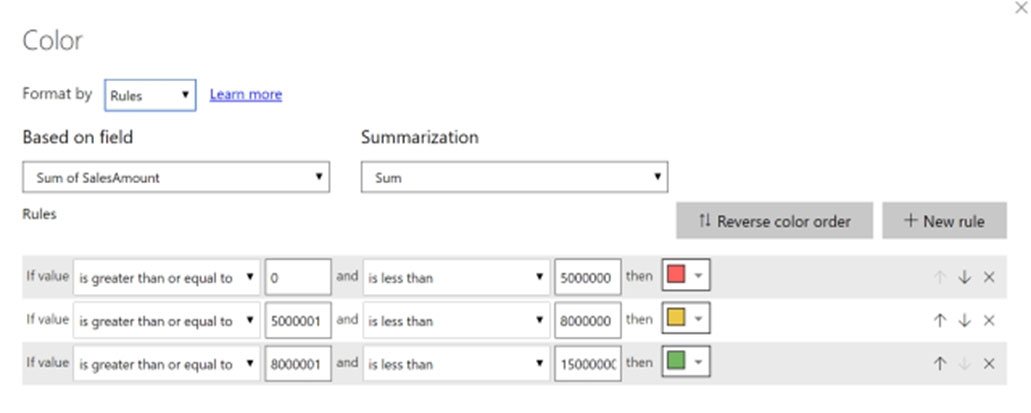 Color
Format by Rules Learn more
Based on field Summarization
Sum of SalesAmount Sum
Rules
Reverse color order + New rule
If value is greater than or equal to 0 and is less than 5000000 then
If value is greater than or equal to 5000001 and is less than 8000000 then
If value is greater than or equal to 8000001 and is less than 15000000 then